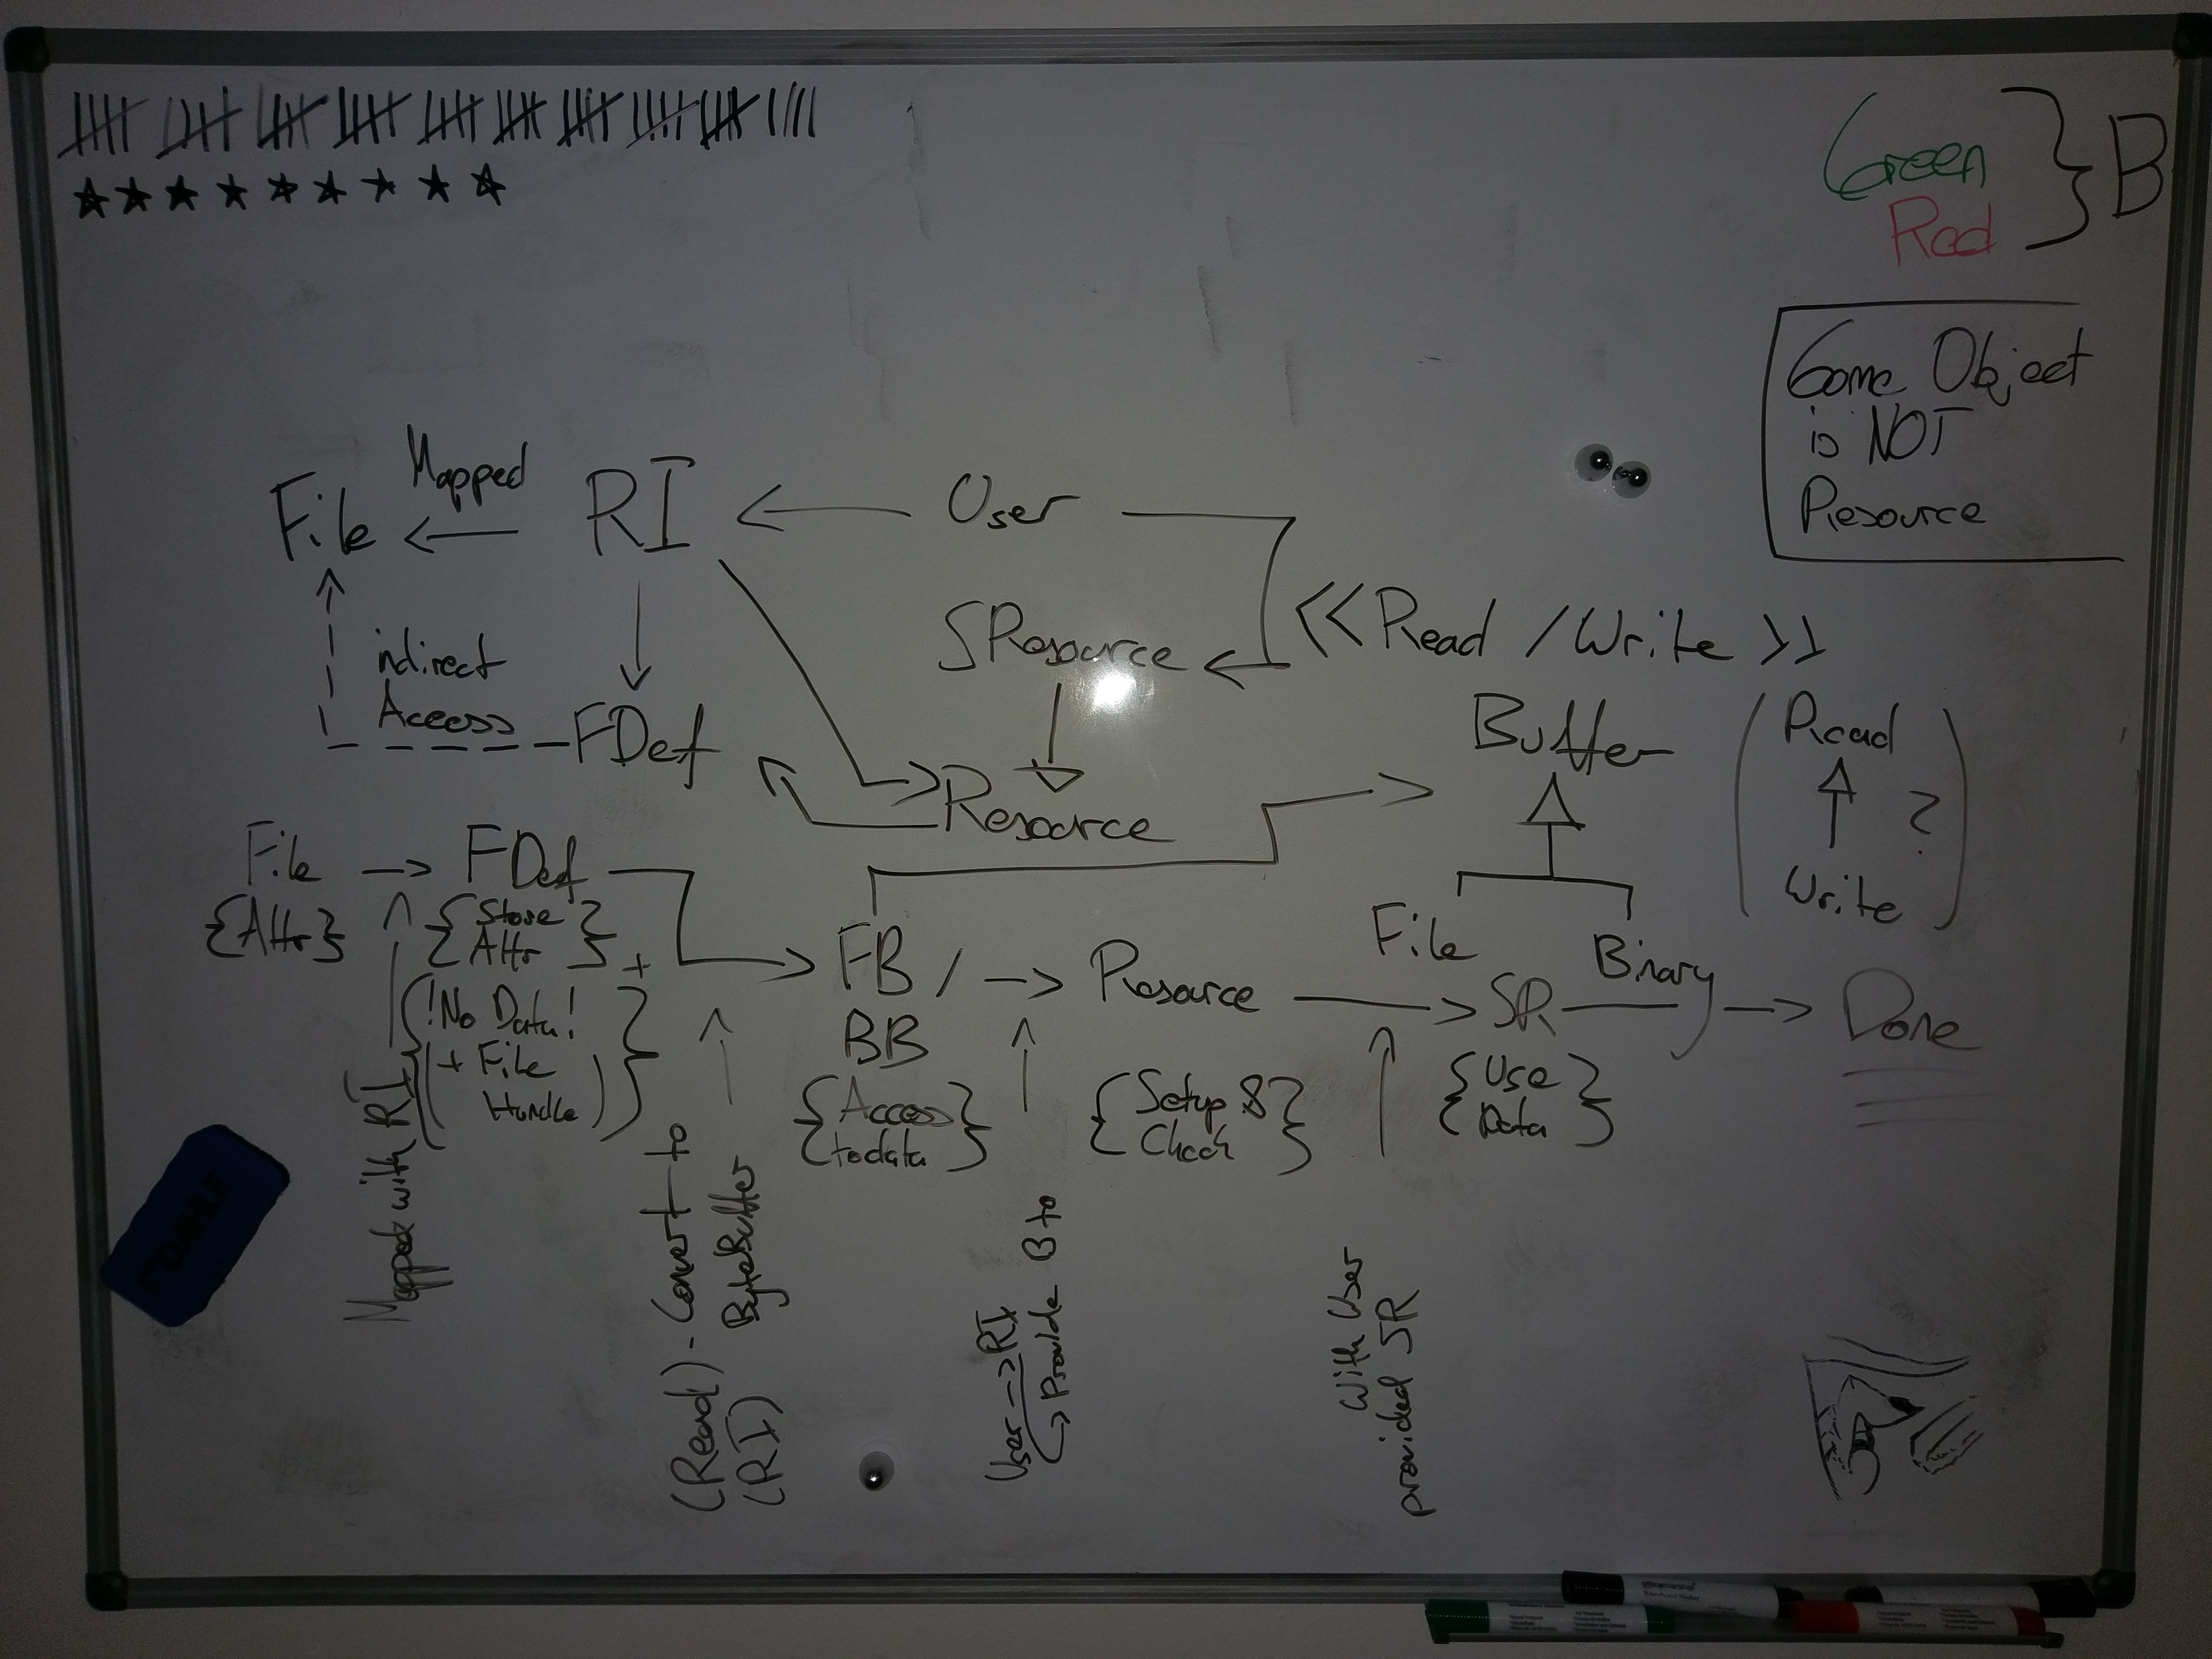 Green
Red
B
Game Object
is NOT
Resource
File
Mapped
RI
User
SResource
<<Read / Write>>
indirect
Access
FDef
Resource
Buffer
File
Binary
Read
?
Write
File
{Attr}
FDef
{Store
Attr}
+
{!No Data!
(+ File
Handle)}
FB /
BB
{Access
to data}
Resource
{Setup &
Check}
SR
{Use
Data}
Done
Mapped with RI
(Read) - Convert to
(RI) ByteBuffer
User -> RI
Provide B to
With User
provided SR